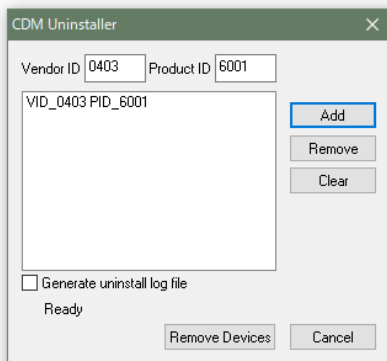 CDM Uninstaller
Vendor ID 0403 Product ID 6001
VID_0403 PID_6001
Add
Remove
Clear
Generate uninstall log file
Ready
Remove Devices Cancel